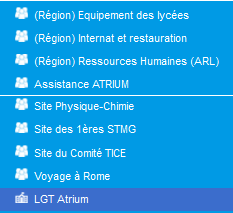 (Région) Equipement des lycées
(Région) Internat et restauration
(Région) Ressources Humaines (ARL)
Assistance ATRIUM
Site Physique-Chimie
Site des 1ères STMG
Site du Comité TICE
Voyage à Rome
LGT Atrium